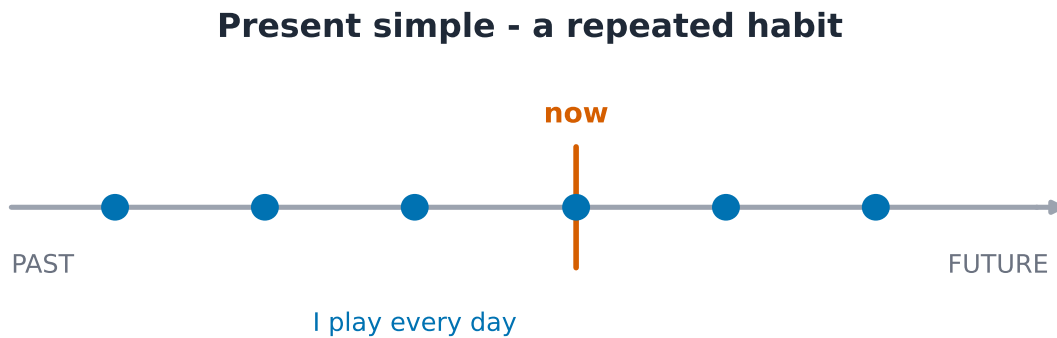 Present simple - a repeated habit
now
PAST
FUTURE
I play every day